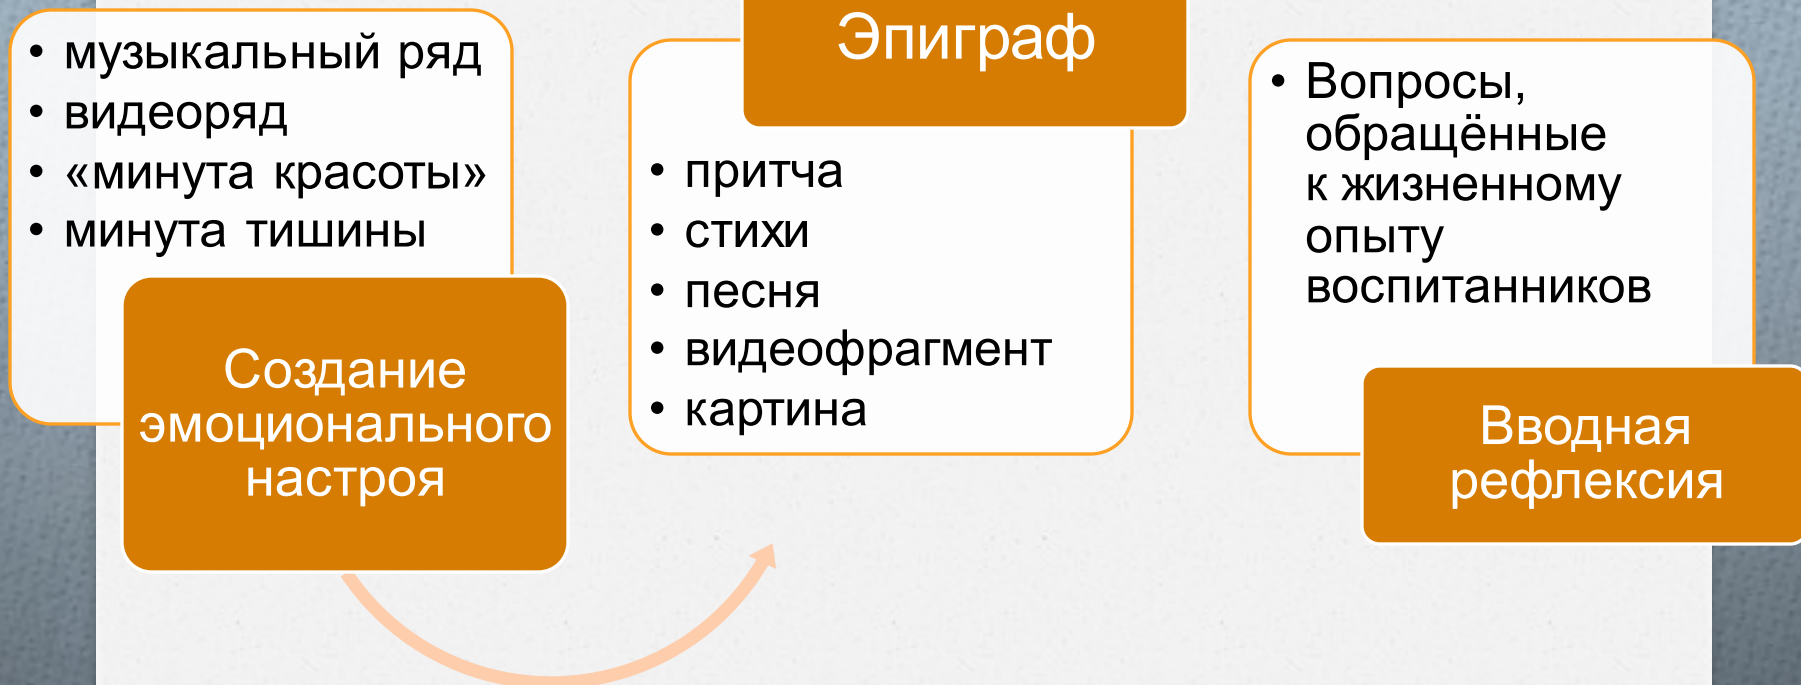 • музыкальный ряд
• видеоряд
• «минута красоты»
• минута тишины
Создание
эмоционального
настроя
Эпиграф
• притча
• стихи
• песня
• видеофрагмент
• картина
• Вопросы,
обращённые
к жизненному
опыту
воспитанников
Вводная
рефлексия